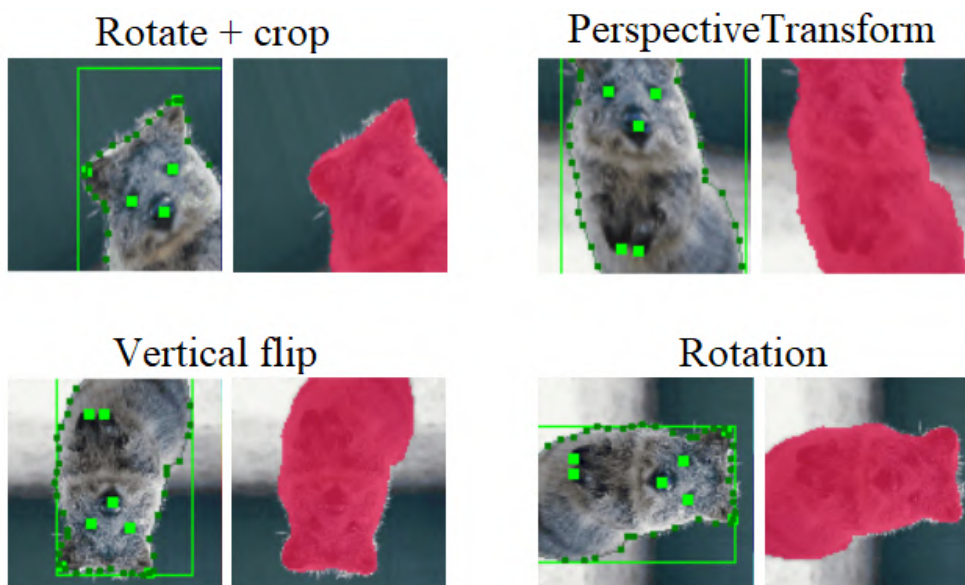 Rotate + crop
PerspectiveTransform
Vertical flip
Rotation